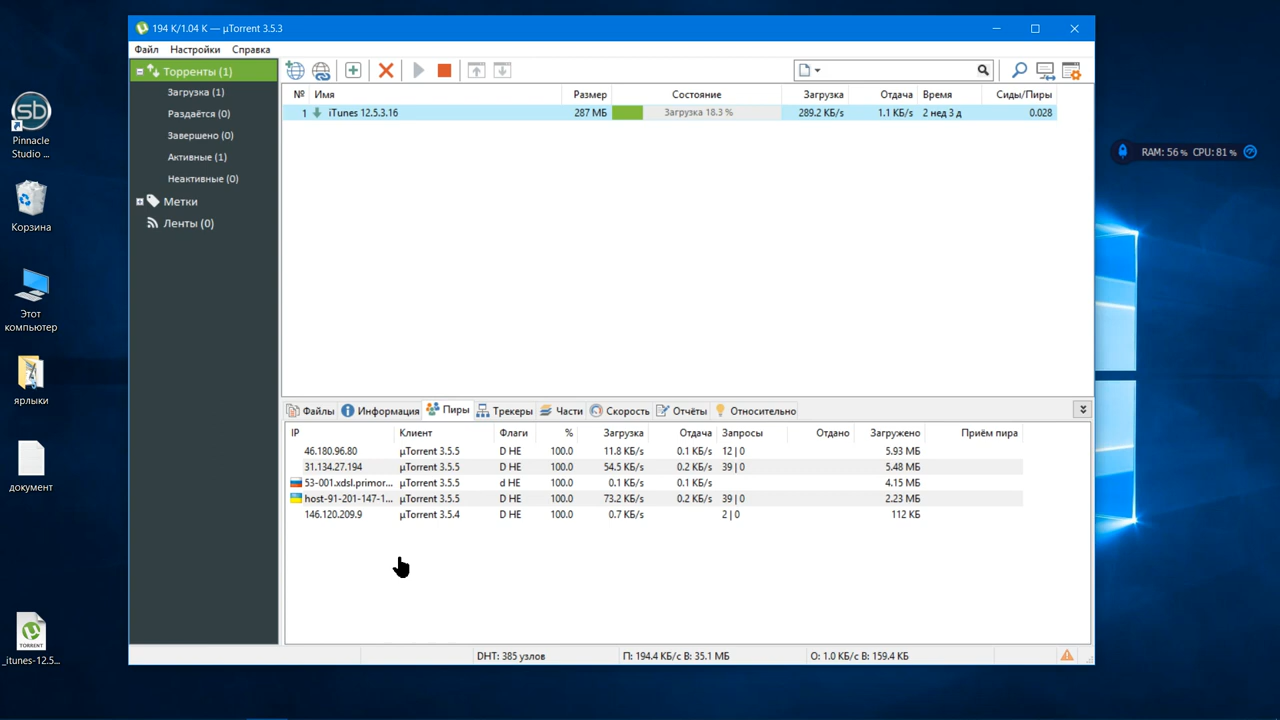 194 К/1.04 К — µTorrent 3.5.3
Файл Настройки Справка
Торренты (1)
Загрузка (1)
Раздаётся (0)
Завершено (0)
Активные (1)
Неактивные (0)
Метки
Ленты (0)
№ Имя Размер Состояние Загрузка Отдача Время Сиды/Пиры
1 iTunes 12.5.3.16 287 МБ Загрузка 18.3 % 289.2 КБ/s 1.1 КБ/s 2 нед 3 д 0.028
Файлы Информация Пиры Трекеры Части Скорость Отчёты Относительно
IP Клиент Флаги % Загрузка Отдача Запросы Отдано Загружено Приём пира
46.180.96.80 µTorrent 3.5.5 D HE 100.0 11.8 КБ/s 0.1 КБ/s 12 | 0 5.93 МБ
31.134.27.194 µTorrent 3.5.5 D HE 100.0 54.5 КБ/s 0.2 КБ/s 39 | 0 5.48 МБ
53-001.xdsl.primor... µTorrent 3.5.5 d HE 100.0 0.1 КБ/s 0.1 КБ/s 4.15 МБ
host-91-201-147-1... µTorrent 3.5.5 D HE 100.0 73.2 КБ/s 0.2 КБ/s 39 | 0 2.23 МБ
146.120.209.9 µTorrent 3.5.4 D HE 100.0 0.7 КБ/s 2 | 0 112 КБ
DHT: 385 узлов П: 194.4 КБ/с В: 35.1 МБ О: 1.0 КБ/с В: 159.4 КБ
sb
Pinnacle
Studio ...
Корзина
Этот
компьютер
ярлыки
документ
TORRENT
_itunes-12.5...
RAM: 56 % CPU: 81 %